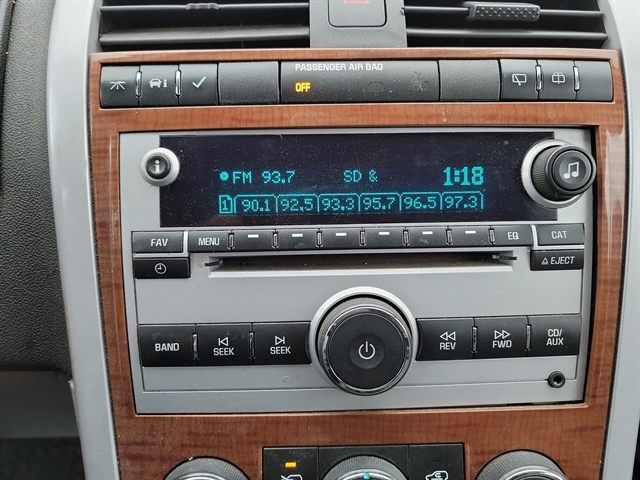 PASSENGER AIR BAG
OFF
FM 93.7 SD & 1:18
1 90.1 92.5 93.3 95.7 96.5 97.3
FAV MENU EQ CAT
EJECT
BAND SEEK SEEK REV FWD CD/AUX